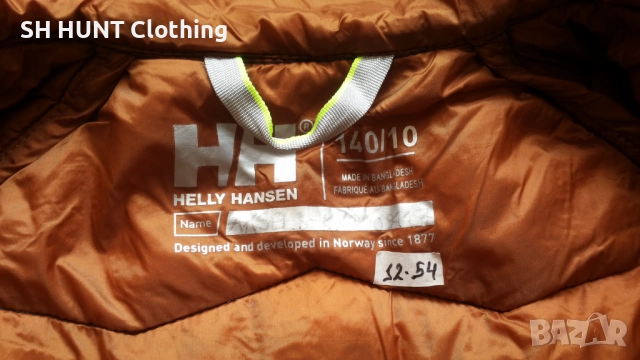 SH HUNT Clothing
HH®
140/10
MADE IN BANGLADESH
FABRIQUÉ AU BANGLADESH
HELLY HANSEN
Name
Designed and developed in Norway since 1877
12-54
BAZAR